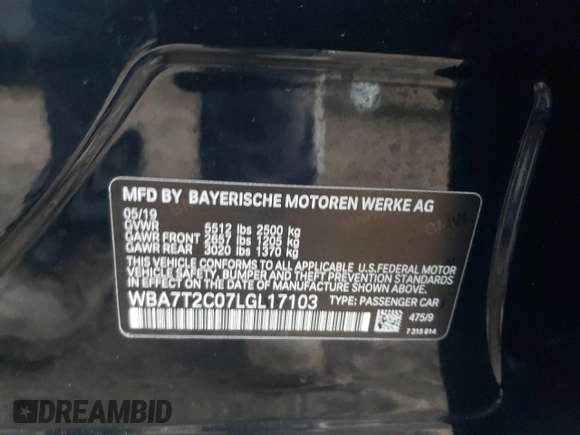 MFD BY BAYERISCHE MOTOREN WERKE AG
05/19
GVWR 5512 lbs 2500 kg
GAWR FRONT 2657 lbs 1205 kg
GAWR REAR 3020 lbs 1370 kg
THIS VEHICLE CONFORMS TO ALL APPLICABLE U.S.FEDERAL MOTOR
VEHICLE SAFETY, BUMPER AND THEFT PREVENTION STANDARDS
IN EFFECT ON THE DATE OF MANUFACTURE SHOWN ABOVE.
WBA7T2C07LGL17103 TYPE: PASSENGER CAR
475/9
7 318 814
DREAMBID